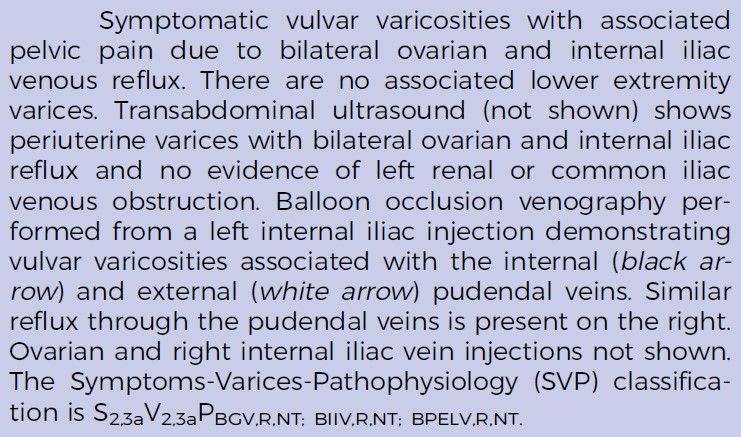 Symptomatic vulvar varicosities with associated
pelvic pain due to bilateral ovarian and internal iliac
venous reflux. There are no associated lower extremity
varices. Transabdominal ultrasound (not shown) shows
periuterine varices with bilateral ovarian and internal iliac
reflux and no evidence of left renal or common iliac
venous obstruction. Balloon occlusion venography per-
formed from a left internal iliac injection demonstrating
vulvar varicosities associated with the internal (black ar-
row) and external (white arrow) pudendal veins. Similar
reflux through the pudendal veins is present on the right.
Ovarian and right internal iliac vein injections not shown.
The Symptoms-Varices-Pathophysiology (SVP) classifica-
tion is S2,3aV2,3aPBGV,R,NT; BIIV,R,NT; BPELV,R,NT.